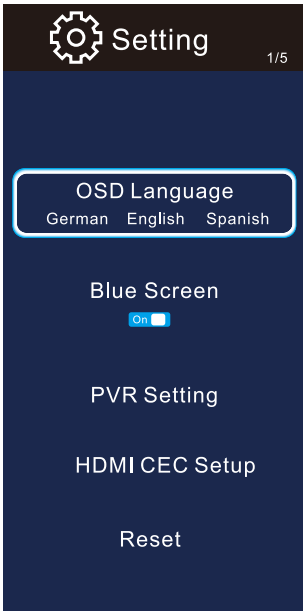 Setting
1/5
OSD Language
German English Spanish
Blue Screen
On
PVR Setting
HDMI CEC Setup
Reset